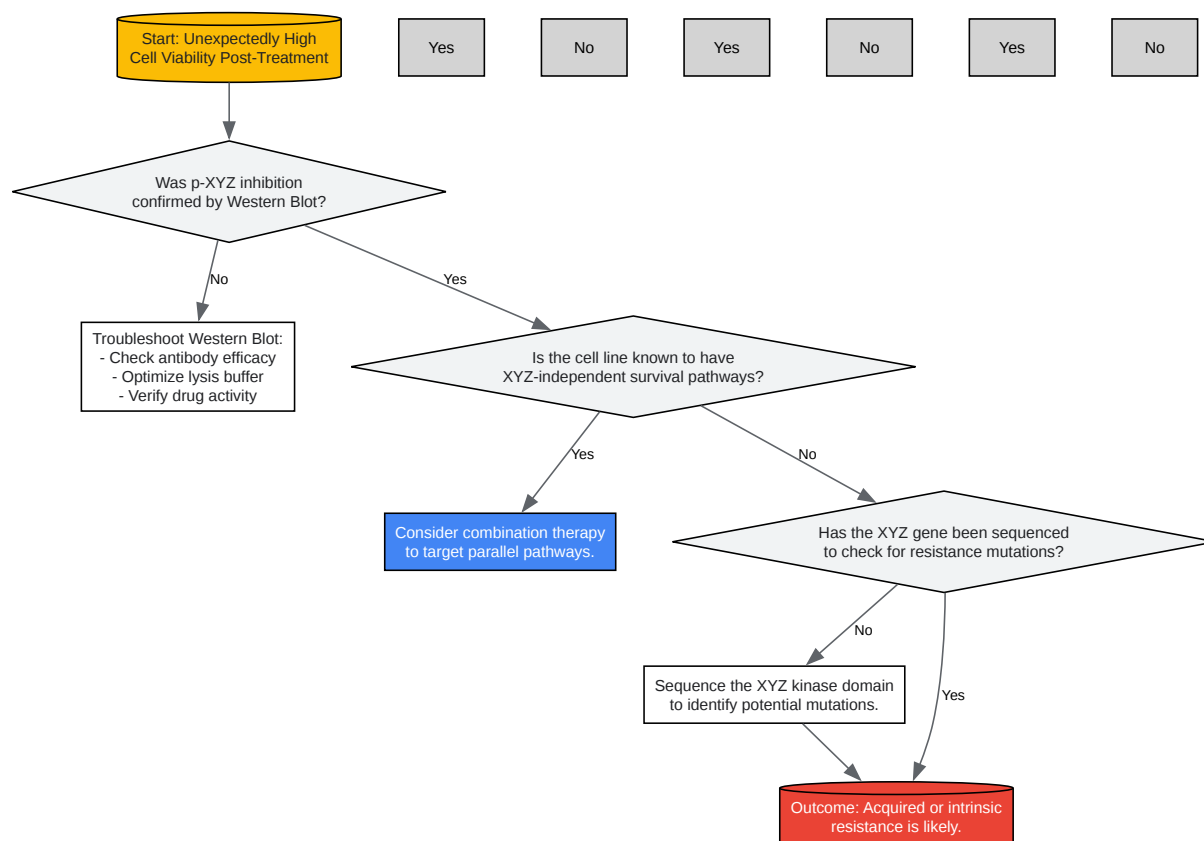 Start: Unexpectedly High
Cell Viability Post-Treatment
Yes
No
Yes
No
Yes
No
Was p-XYZ inhibition
confirmed by Western Blot?
No
Yes
Troubleshoot Western Blot:
- Check antibody efficacy
- Optimize lysis buffer
- Verify drug activity
Is the cell line known to have
XYZ-independent survival pathways?
Yes
No
Consider combination therapy
to target parallel pathways.
Has the XYZ gene been sequenced
to check for resistance mutations?
No
Yes
Sequence the XYZ kinase domain
to identify potential mutations.
Outcome: Acquired or intrinsic
resistance is likely.